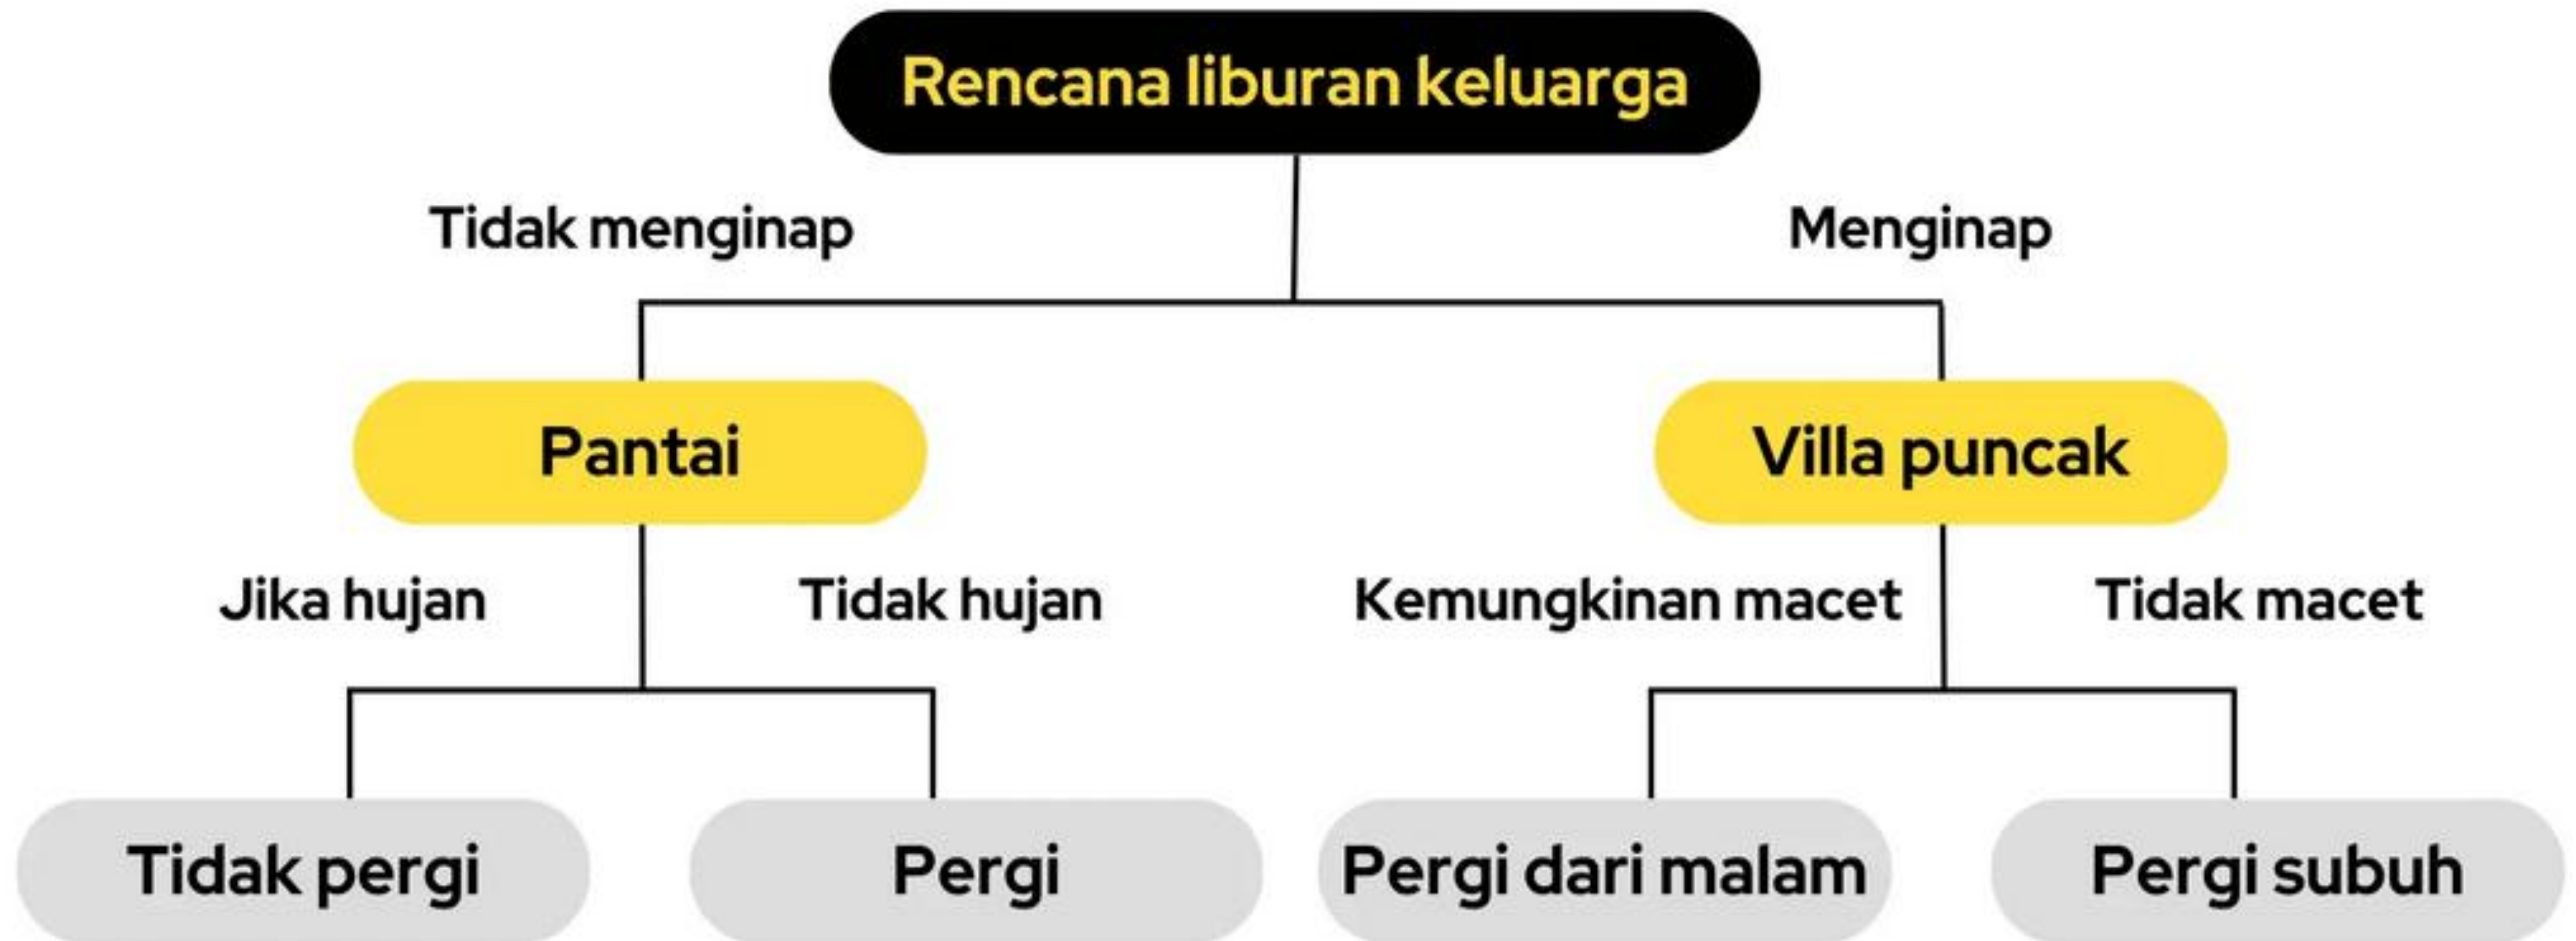 Rencana liburan keluarga
Tidak menginap
Menginap
Pantai
Villa puncak
Jika hujan
Tidak hujan
Kemungkinan macet
Tidak macet
Tidak pergi
Pergi
Pergi dari malam
Pergi subuh